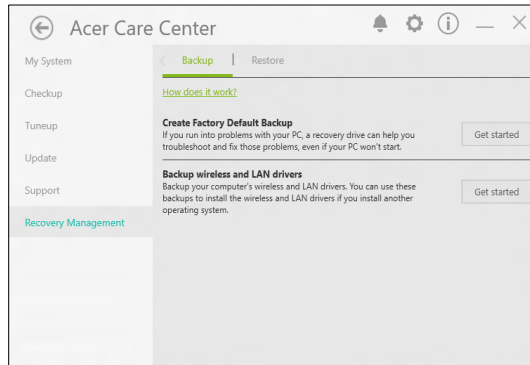 Acer Care Center
My System
Checkup
Tuneup
Update
Support
Recovery Management
Backup
Restore
How does it work?
Create Factory Default Backup
If you run into problems with your PC, a recovery drive can help you
troubleshoot and fix those problems, even if your PC won't start.
Get started
Backup wireless and LAN drivers
Backup your computer's wireless and LAN drivers. You can use these
backups to install the wireless and LAN drivers if you install another
operating system.
Get started